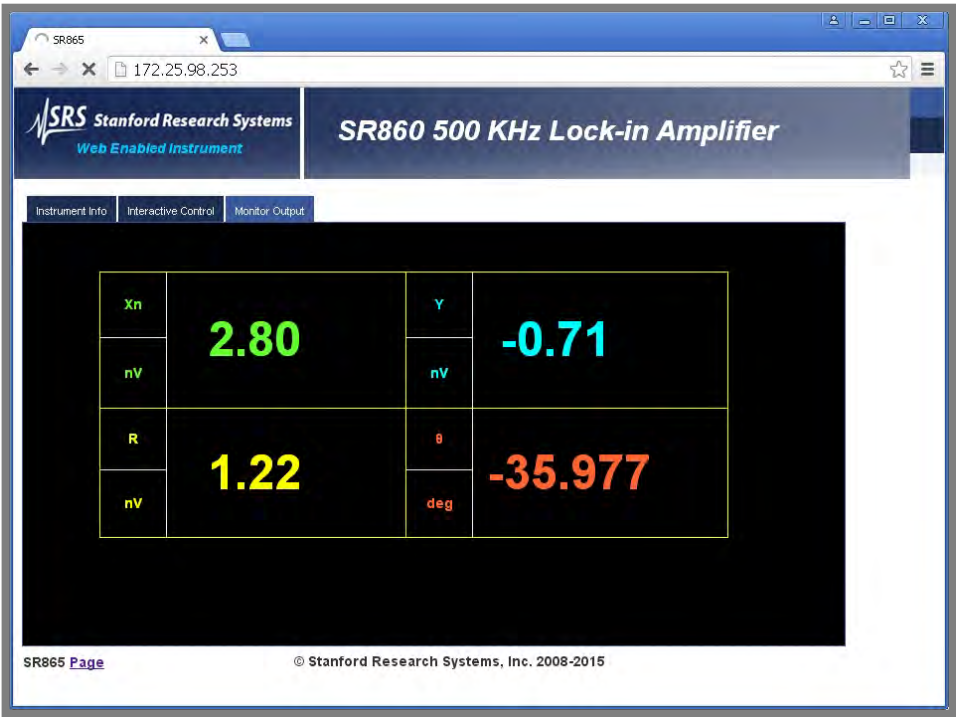 SR865
172.25.98.253
SRS Stanford Research Systems
Web Enabled Instrument
SR860 500 KHz Lock-in Amplifier
Instrument Info Interactive Control Monitor Output
Xn
2.80
nV
Y
-0.71
nV
R
1.22
nV
θ
-35.977
deg
SR865 Page
© Stanford Research Systems, Inc. 2008-2015